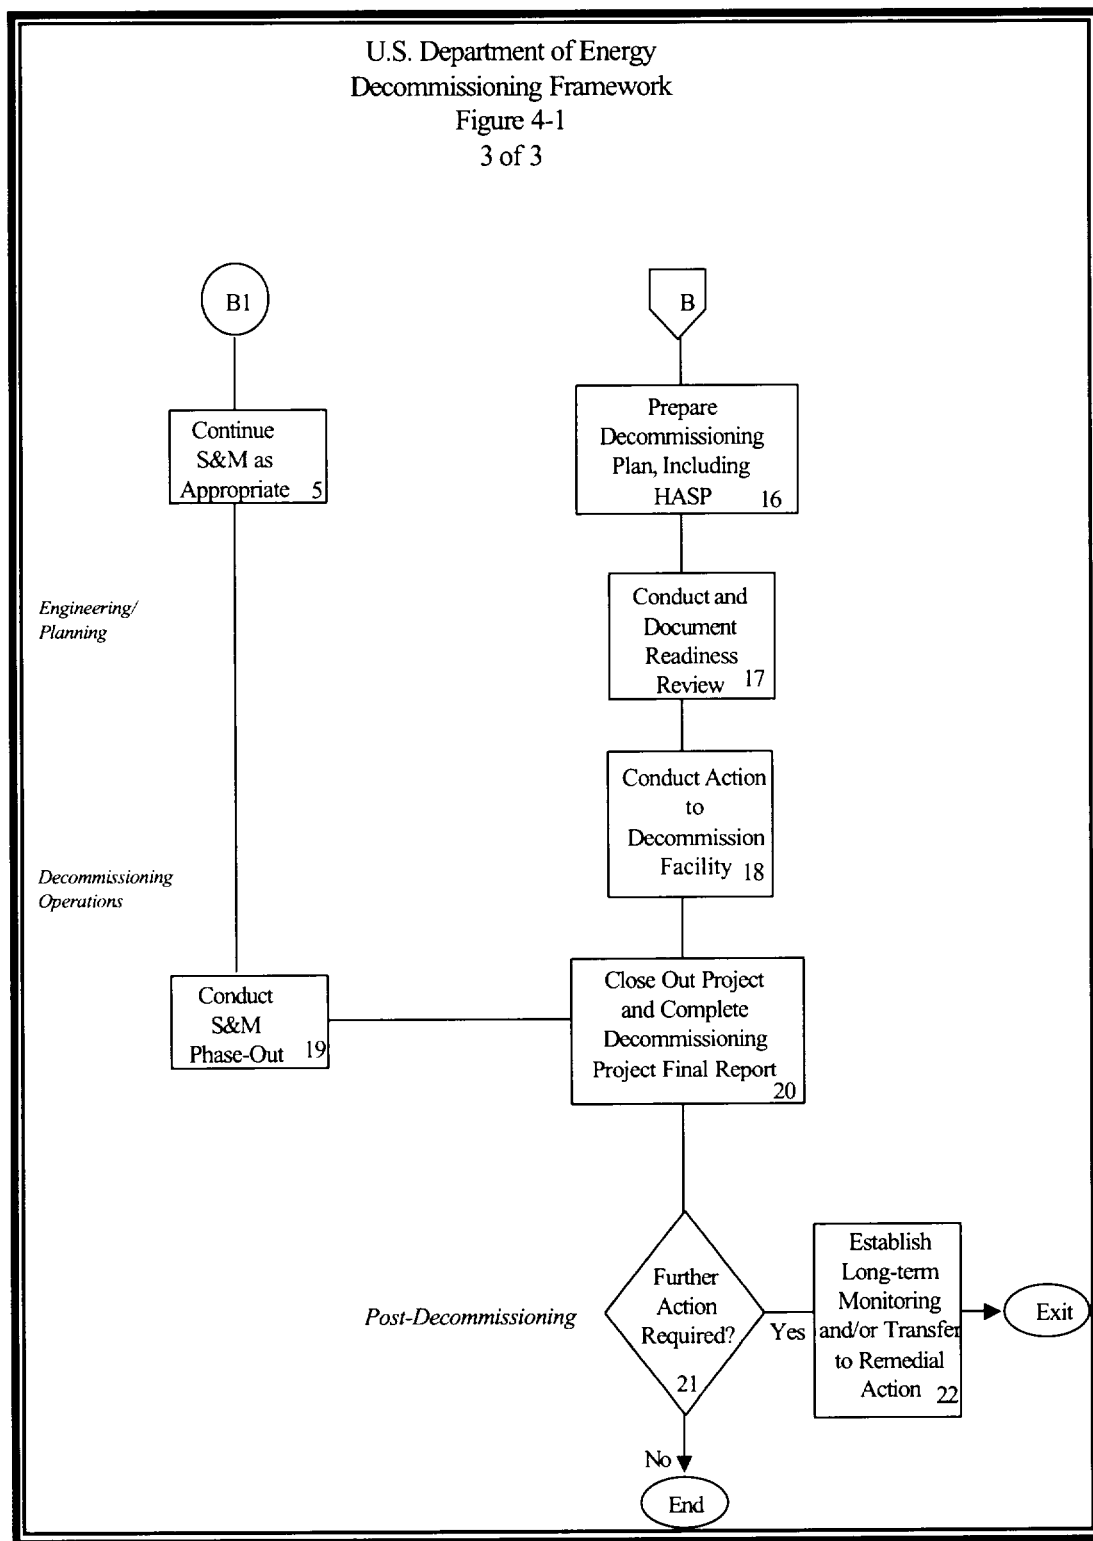 U.S. Department of Energy
Decommissioning Framework
Figure 4-1
3 of 3
B1
B
Continue
S&M as
Appropriate 5
Prepare
Decommissioning
Plan, Including
HASP 16
Engineering/
Planning
Conduct and
Document
Readiness
Review 17
Conduct Action
to
Decommission
Facility 18
Decommissioning
Operations
Conduct
S&M
Phase-Out 19
Close Out Project
and Complete
Decommissioning
Project Final Report
20
Post-Decommissioning
Further
Action
Required?
21
Yes
Establish
Long-term
Monitoring
and/or Transfer
to Remedial
Action 22
Exit
No
End